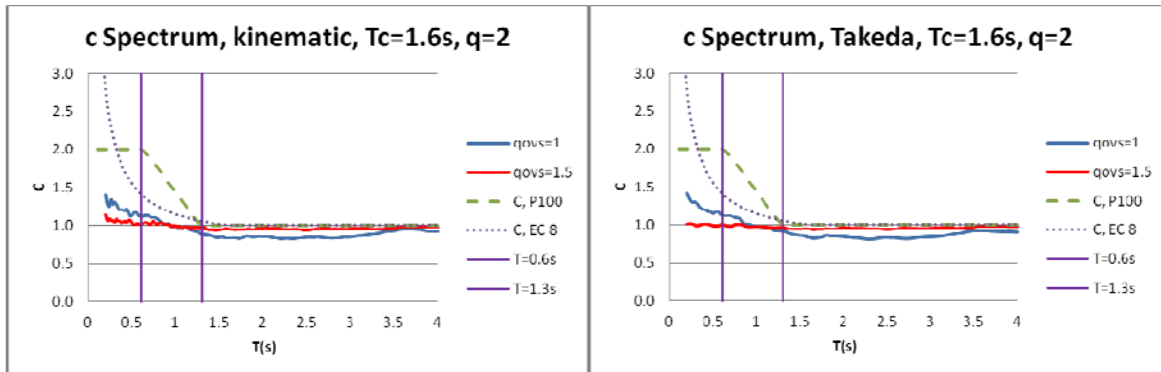 c Spectrum, kinematic, Tc=1.6s, q=2
3.0
2.5
2.0
1.5
1.0
0.5
0.0
C
0 0.5 1 1.5 2 2.5 3 3.5 4
T(s)
qovs=1
qovs=1.5
C, P100
C, EC 8
T=0.6s
T=1.3s
c Spectrum, Takeda, Tc=1.6s, q=2
3.0
2.5
2.0
1.5
1.0
0.5
0.0
C
0 0.5 1 1.5 2 2.5 3 3.5 4
T(s)
qovs=1
qovs=1.5
C, P100
C, EC 8
T=0.6s
T=1.3s